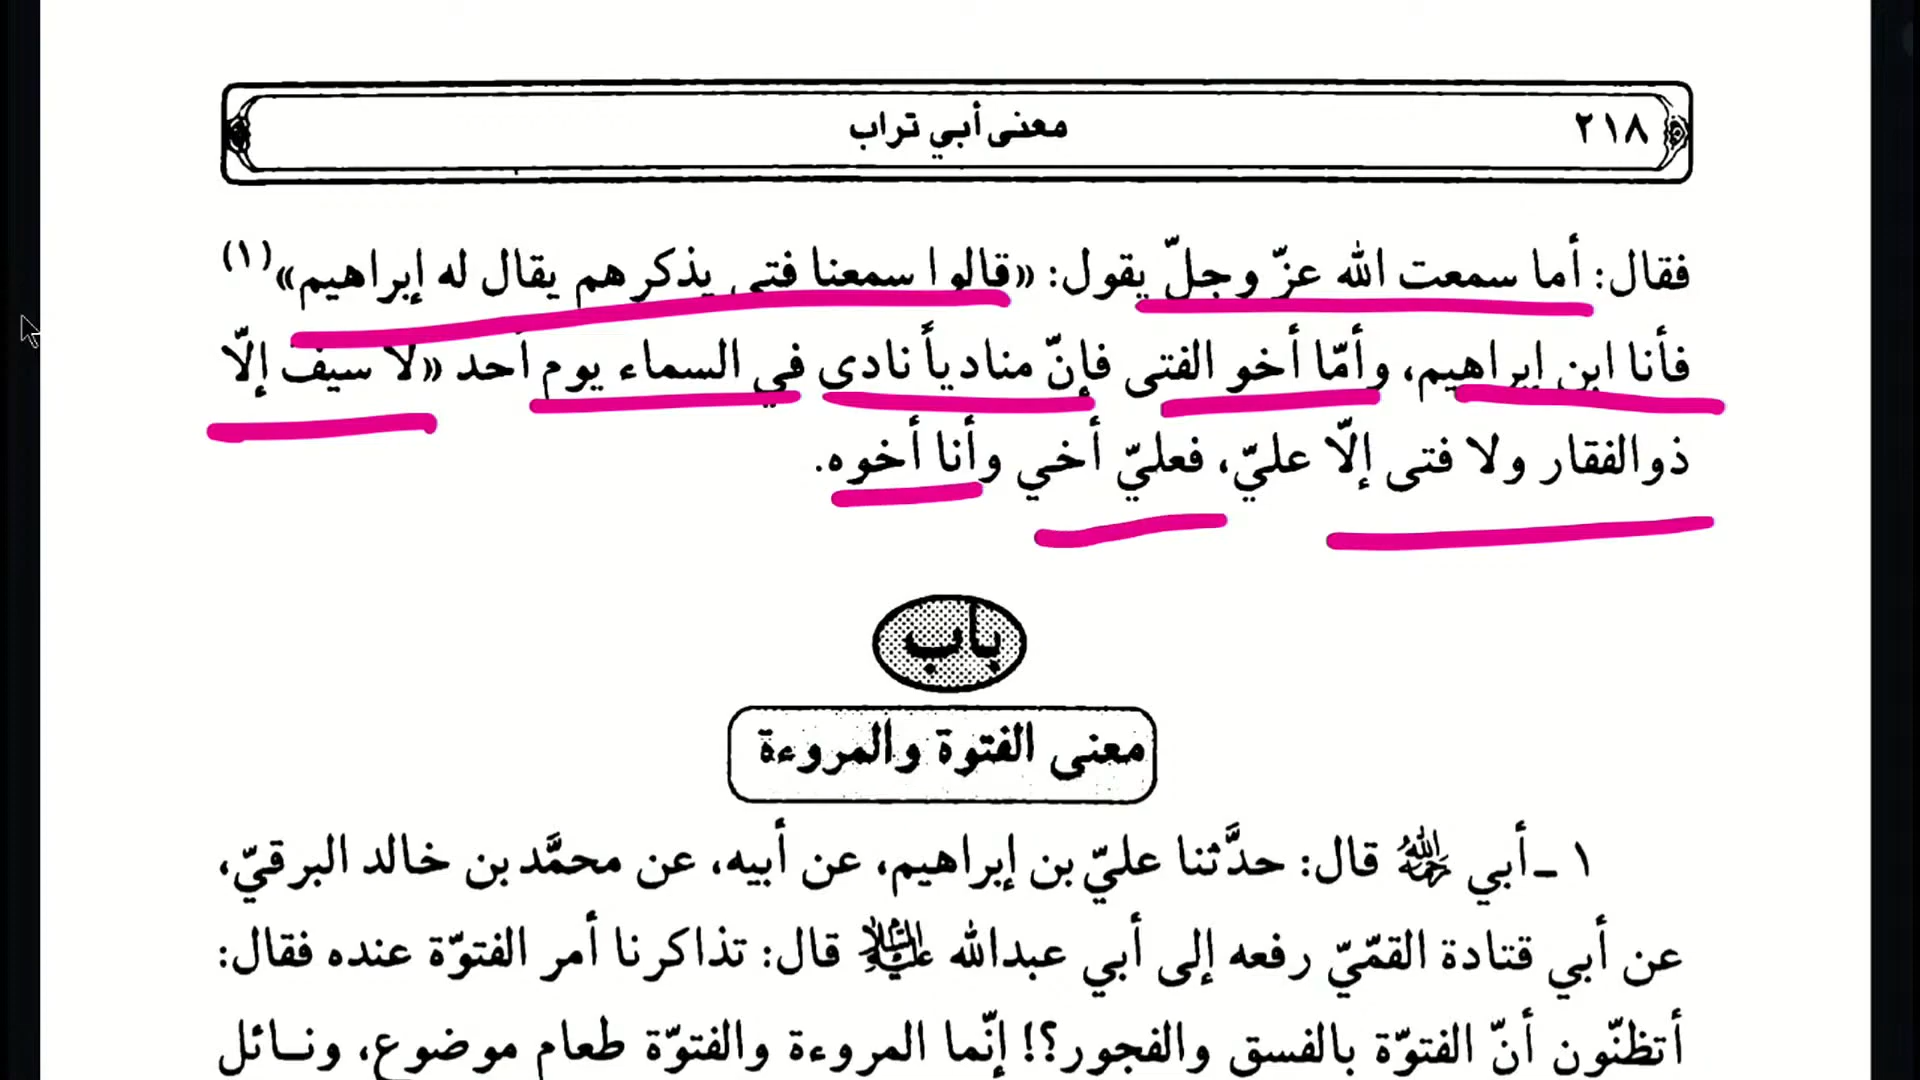 ٢١٨
معنى أبي تراب
فقال: أما سمعت الله عزّ وجلّ يقول: «قالوا سمعنا فتى يذكرهم يقال له إبراهيم»(١)
فأنا ابن إبراهيم، وأمّا أخو الفتى فإنّ منادياً نادى في السماء يوم أحد «لا سيف إلّا
ذوالفقار ولا فتى إلّا عليّ، فعليّ أخي وأنا أخوه.
باب
معنى الفتوة والمروءة
١ ـ أبي رحمه الله قال: حدَّثنا عليّ بن إبراهيم، عن أبيه، عن محمَّد بن خالد البرقيّ،
عن أبي قتادة القمّيّ رفعه إلى أبي عبدالله عليه السلام قال: تذاكرنا أمر الفتوّة عنده فقال:
أتظنّون أنّ الفتوّة بالفسق والفجور؟! إنّما المروءة والفتوّة طعام موضوع، ونـائل